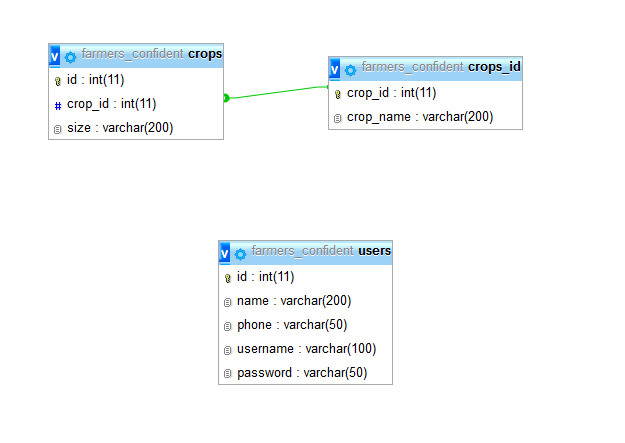 v farmers_confident crops
id : int(11)
# crop_id : int(11)
size : varchar(200)
v farmers_confident crops_id
crop_id : int(11)
crop_name : varchar(200)
v farmers_confident users
id : int(11)
name : varchar(200)
phone : varchar(50)
username : varchar(100)
password : varchar(50)